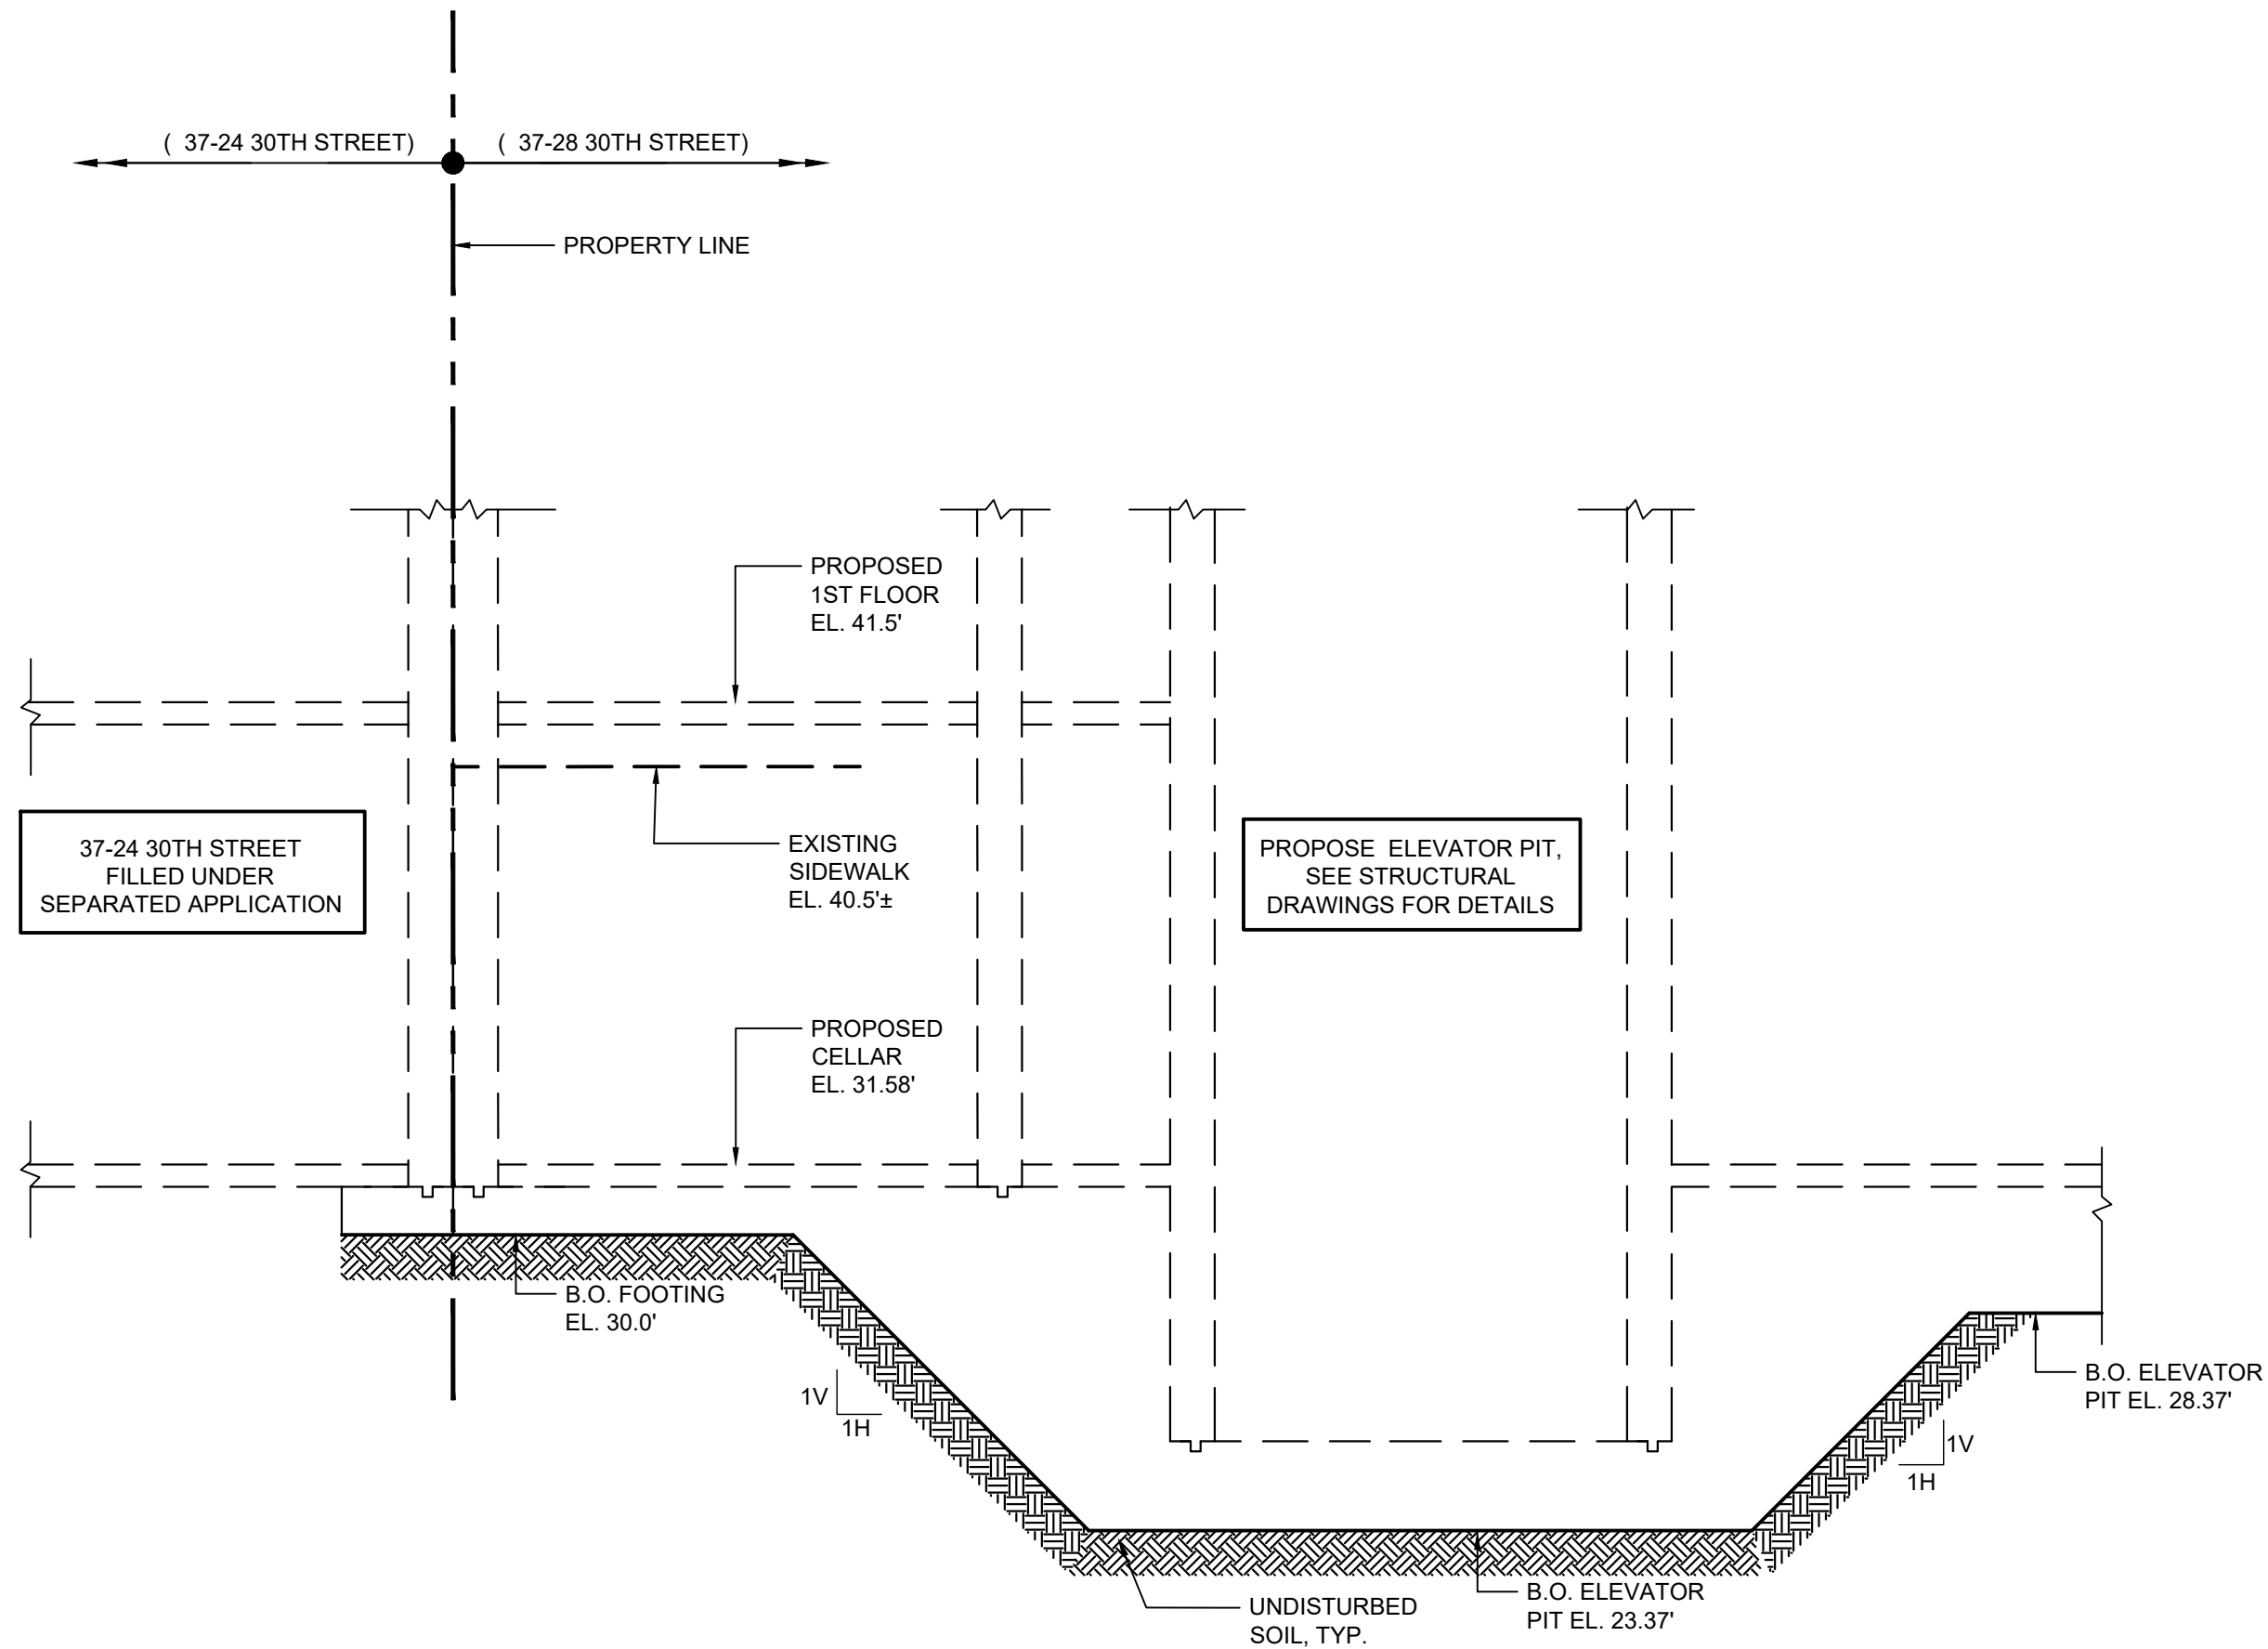 ( 37-24 30TH STREET)
( 37-28 30TH STREET)
PROPERTY LINE
PROPOSED
1ST FLOOR
EL. 41.5'
37-24 30TH STREET
FILLED UNDER
SEPARATED APPLICATION
EXISTING
SIDEWALK
EL. 40.5'±
PROPOSE ELEVATOR PIT,
SEE STRUCTURAL
DRAWINGS FOR DETAILS
PROPOSED
CELLAR
EL. 31.58'
B.O. FOOTING
EL. 30.0'
1V
1H
B.O. ELEVATOR
PIT EL. 28.37'
1V
1H
UNDISTURBED
SOIL, TYP.
B.O. ELEVATOR
PIT EL. 23.37'